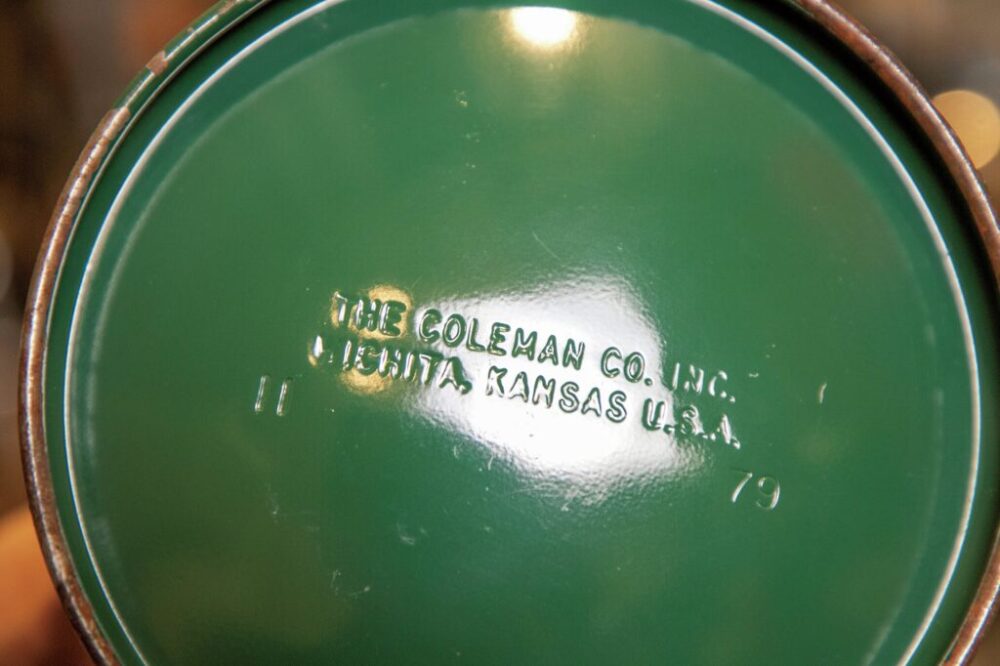 THE COLEMAN CO. INC.
WICHITA, KANSAS U.S.A.
11 79